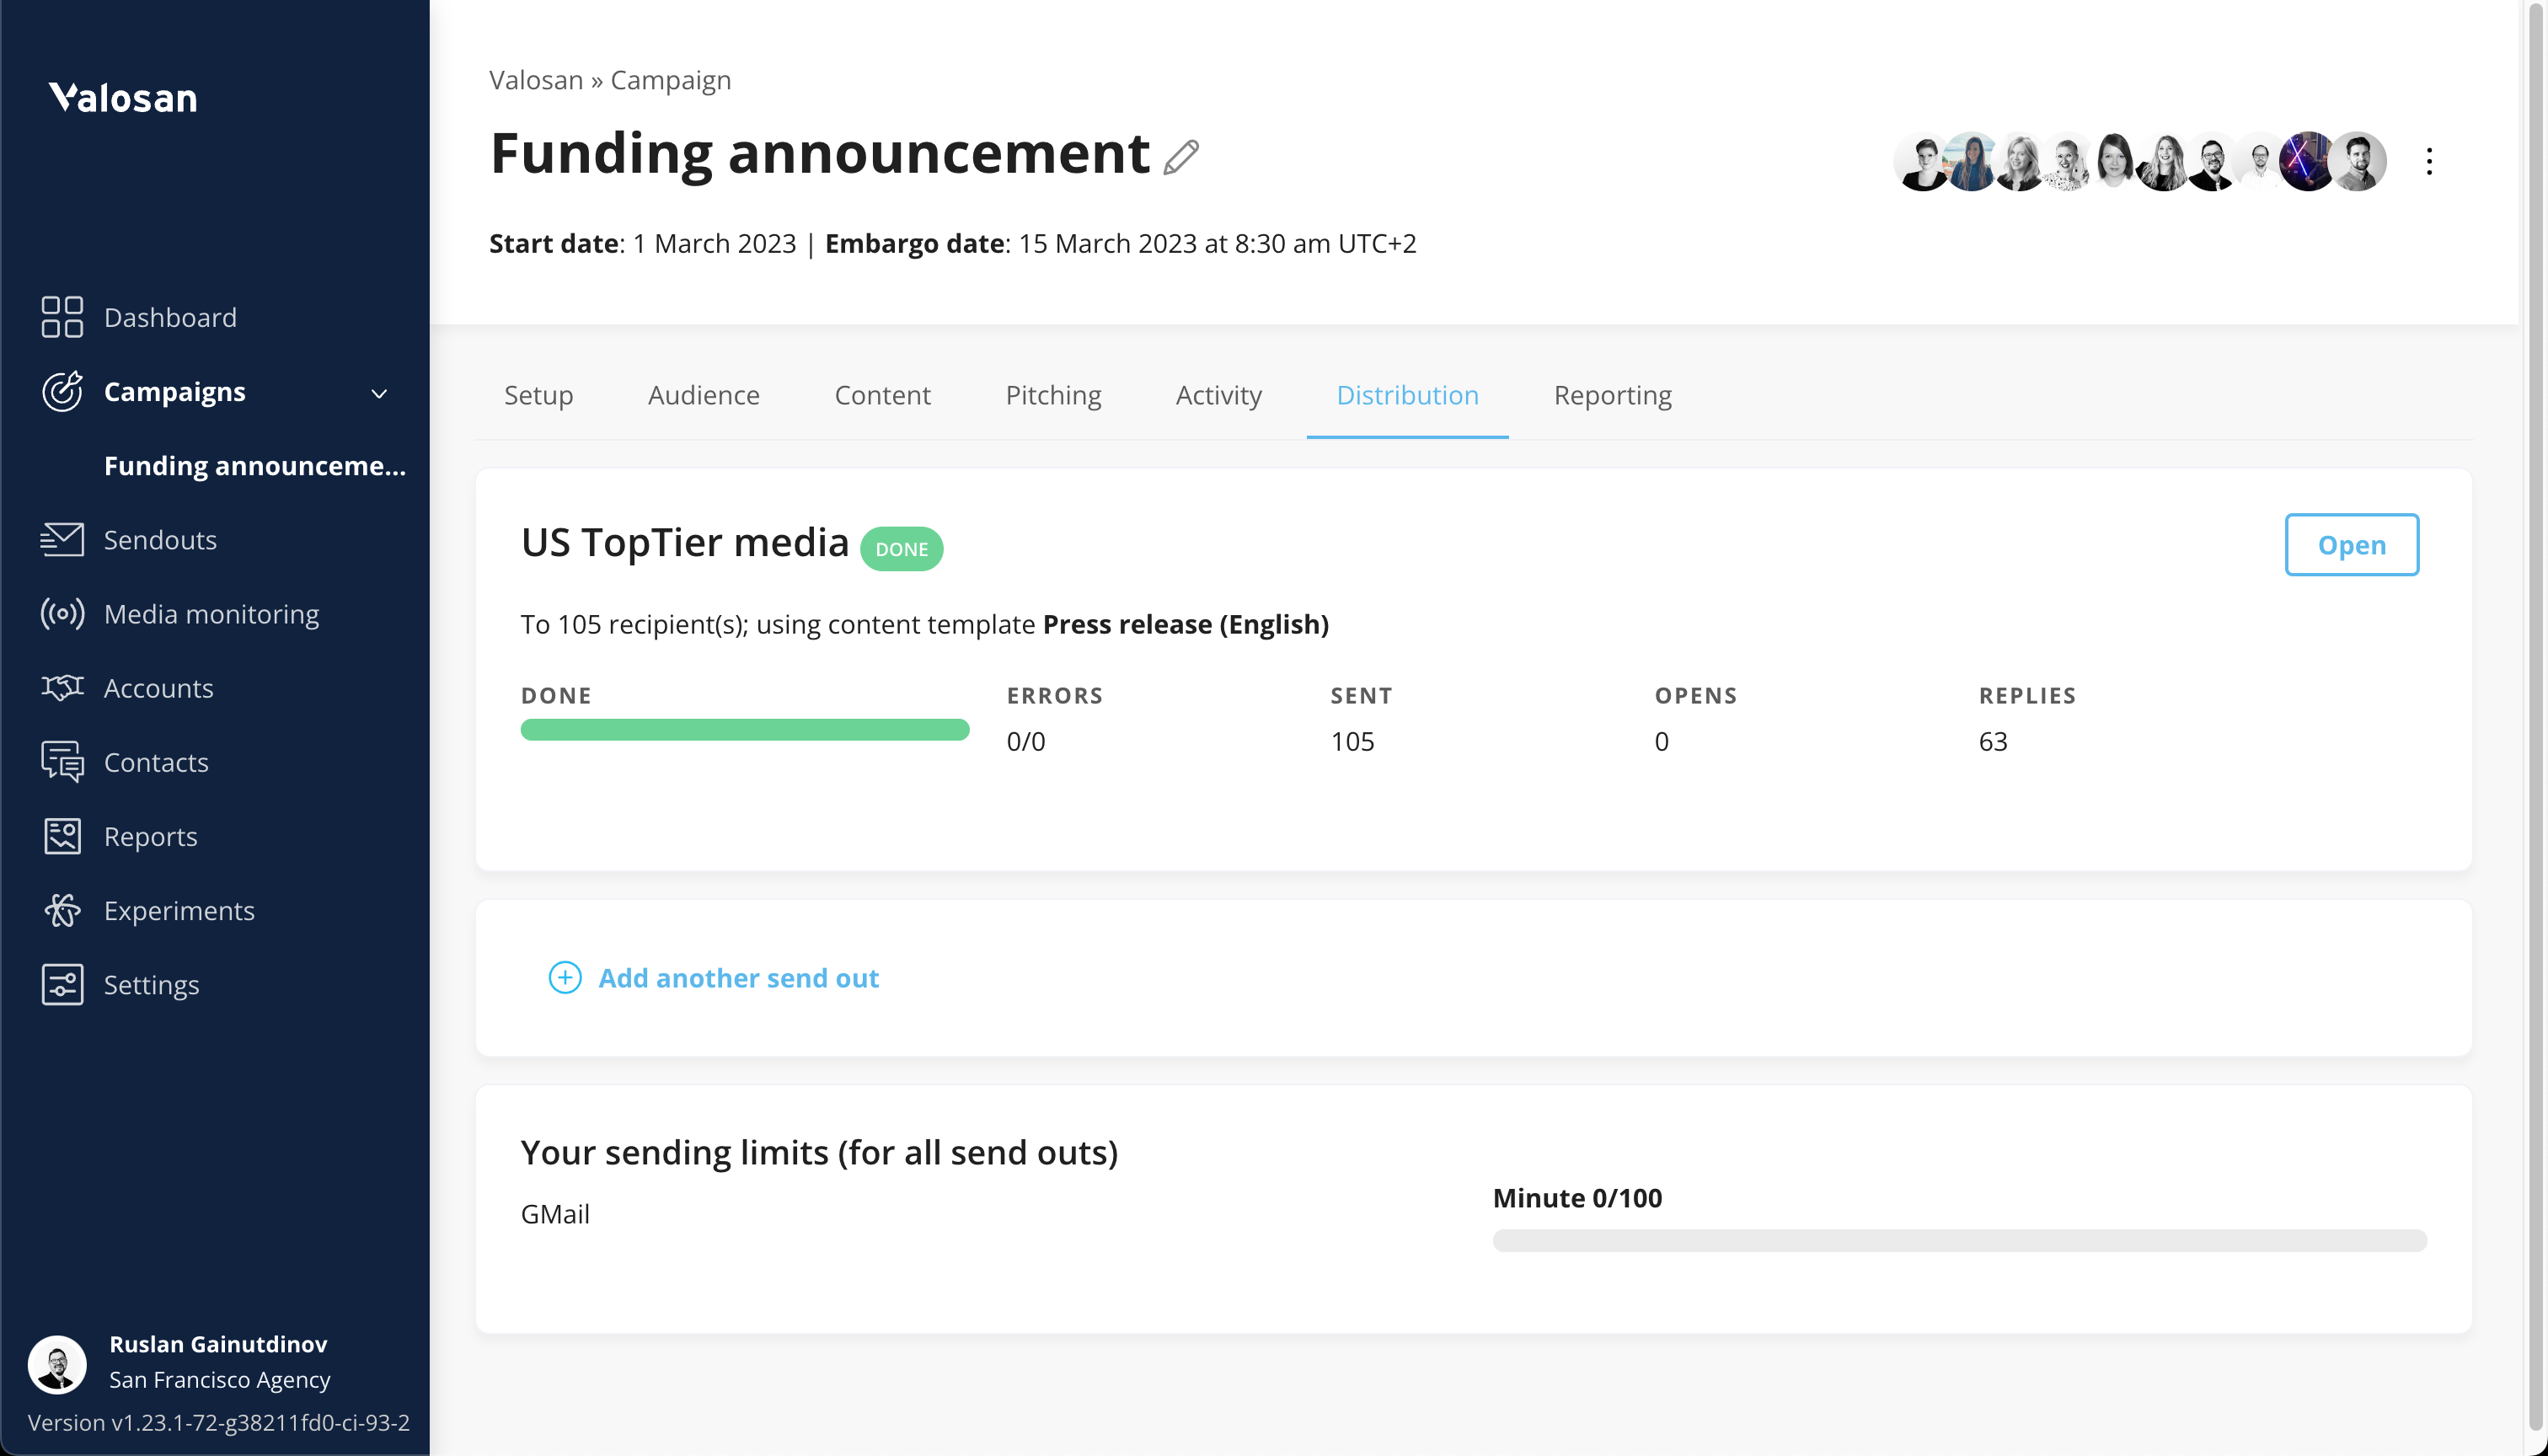 Valosan
Dashboard
Campaigns
Funding announceme...
Sendouts
Media monitoring
Accounts
Contacts
Reports
Experiments
Settings
Ruslan Gainutdinov
San Francisco Agency
Version v1.23.1-72-g38211fd0-ci-93-2
Valosan » Campaign
Funding announcement
Start date: 1 March 2023 | Embargo date: 15 March 2023 at 8:30 am UTC+2
Setup Audience Content Pitching Activity Distribution Reporting
US TopTier media DONE
Open
To 105 recipient(s); using content template Press release (English)
DONE ERRORS SENT OPENS REPLIES
0/0 105 0 63
Add another send out
Your sending limits (for all send outs)
GMail
Minute 0/100